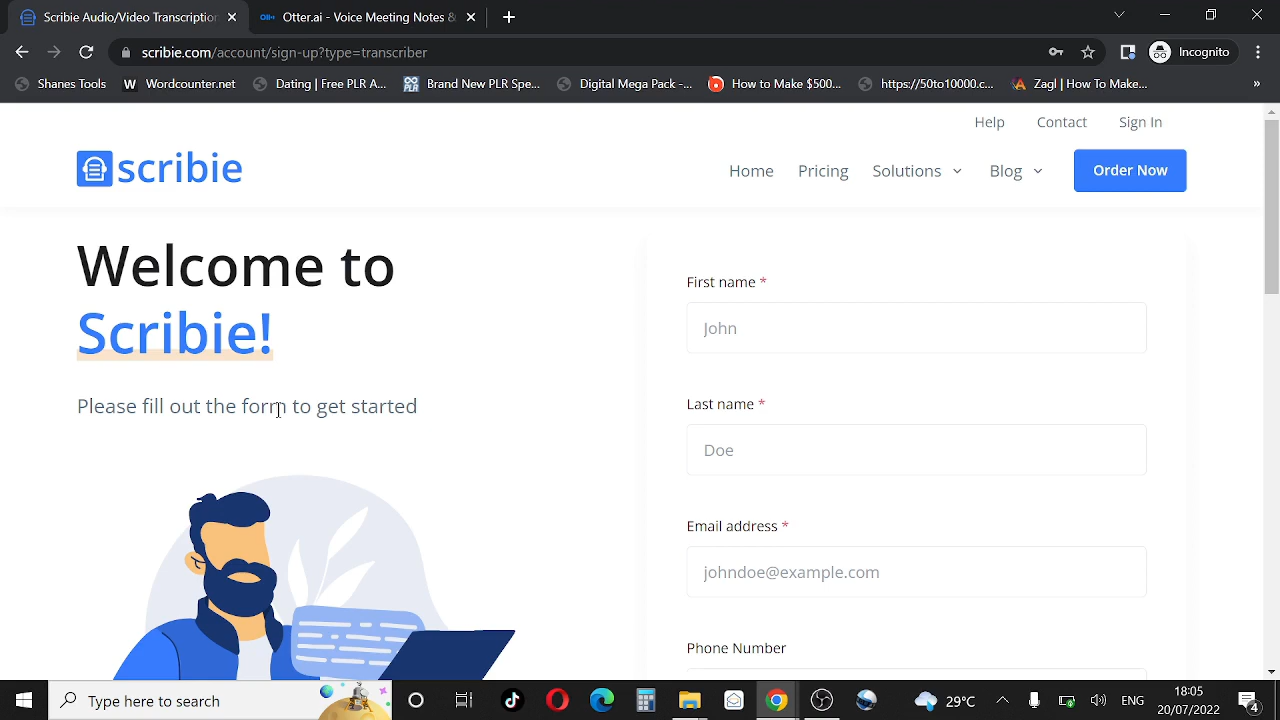 Scribie Audio/Video Transcription
Otter.ai - Voice Meeting Notes &
scribie.com/account/sign-up?type=transcriber
Incognito
Shanes Tools
W Wordcounter.net
Dating | Free PLR A...
Brand New PLR Spe...
Digital Mega Pack -...
How to Make $500...
https://50to10000.c...
Zagl | How To Make...
»
Help
Contact
Sign In
scribie
Home
Pricing
Solutions
Blog
Order Now
Welcome to
Scribie!
Please fill out the form to get started
First name *
John
Last name *
Doe
Email address *
johndoe@example.com
Phone Number
Type here to search
29°C
ENG
18:05
20/07/2022
4